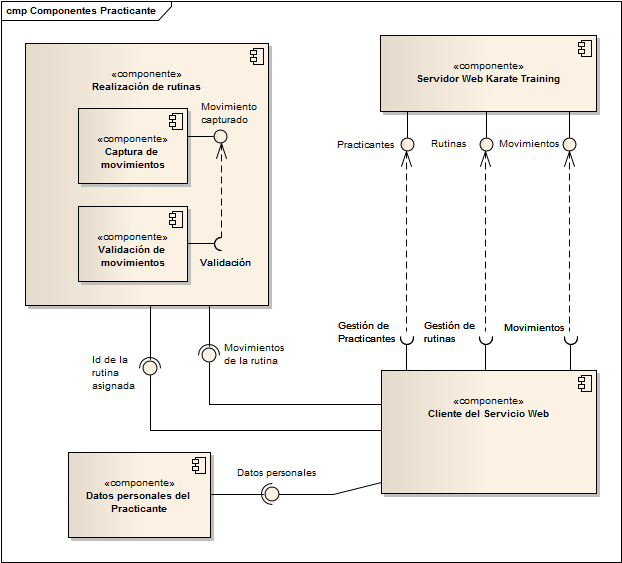 cmp Componentes Practicante
«componente»
Realización de rutinas
«componente»
Captura de
movimientos
Movimiento
capturado
«componente»
Validación de
movimientos
Validación
«componente»
Servidor Web Karate Training
Practicantes
Rutinas
Movimientos
Gestión de
Practicantes
Gestión de
rutinas
Movimientos
Id de la
rutina
asignada
Movimientos
de la rutina
«componente»
Cliente del Servicio Web
«componente»
Datos personales del
Practicante
Datos personales